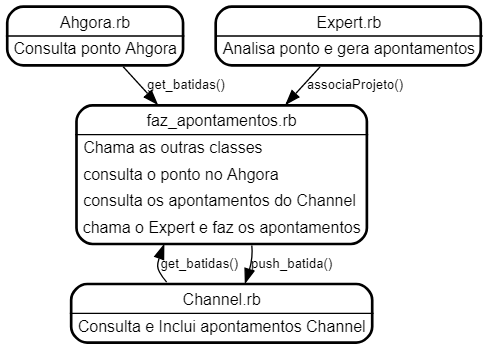 Ahgora.rb
Consulta ponto Ahgora
Expert.rb
Analisa ponto e gera apontamentos
get_batidas()
associaProjeto()
faz_apontamentos.rb
Chama as outras classes
consulta o ponto no Ahgora
consulta os apontamentos do Channel
chama o Expert e faz os apontamentos
get_batidas()
push_batida()
Channel.rb
Consulta e Inclui apontamentos Channel